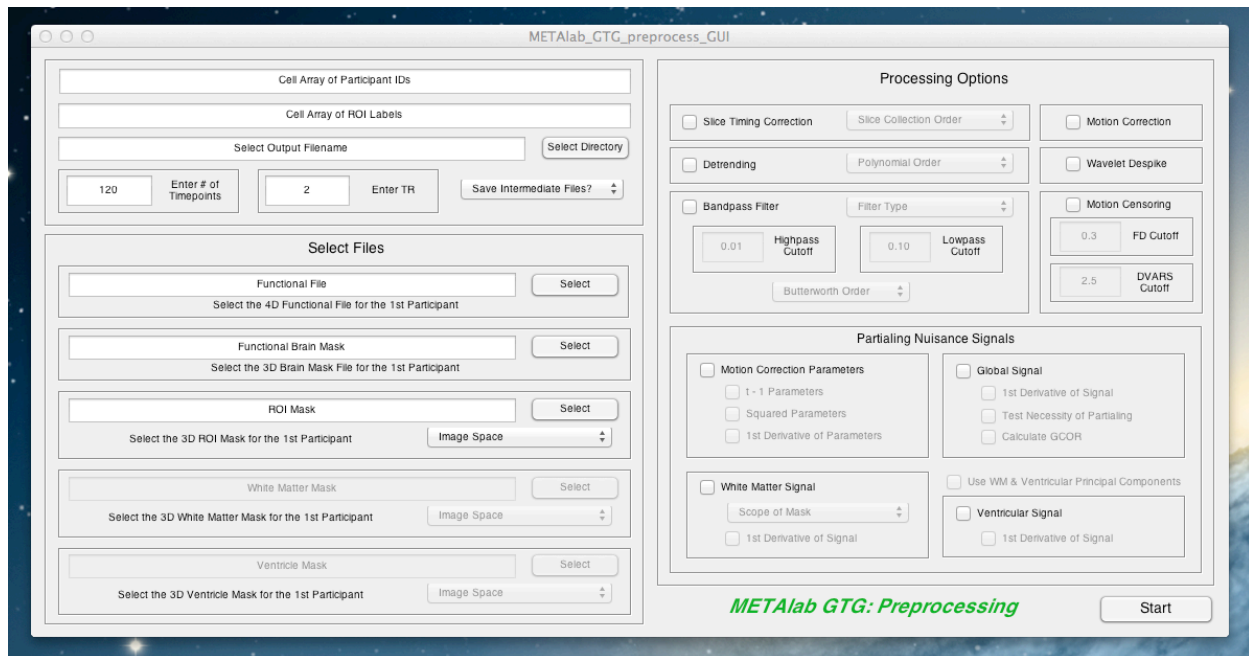 METAlab_GTG_preprocess_GUI
Cell Array of Participant IDs
Cell Array of ROI Labels
Select Output Filename
Select Directory
120
Enter # of
Timepoints
2
Enter TR
Save Intermediate Files?
Select Files
Functional File
Select
Select the 4D Functional File for the 1st Participant
Functional Brain Mask
Select
Select the 3D Brain Mask File for the 1st Participant
ROI Mask
Select
Select the 3D ROI Mask for the 1st Participant
Image Space
White Matter Mask
Select
Select the 3D White Matter Mask for the 1st Participant
Image Space
Ventricle Mask
Select
Select the 3D Ventricle Mask for the 1st Participant
Image Space
Processing Options
Slice Timing Correction
Slice Collection Order
Motion Correction
Detrending
Polynomial Order
Wavelet Despike
Bandpass Filter
Filter Type
0.01
Highpass
Cutoff
0.10
Lowpass
Cutoff
Butterworth Order
Motion Censoring
0.3
FD Cutoff
2.5
DVARS
Cutoff
Partialing Nuisance Signals
Motion Correction Parameters
t - 1 Parameters
Squared Parameters
1st Derivative of Parameters
Global Signal
1st Derivative of Signal
Test Necessity of Partialing
Calculate GCOR
White Matter Signal
Scope of Mask
1st Derivative of Signal
Use WM & Ventricular Principal Components
Ventricular Signal
1st Derivative of Signal
METAlab GTG: Preprocessing
Start